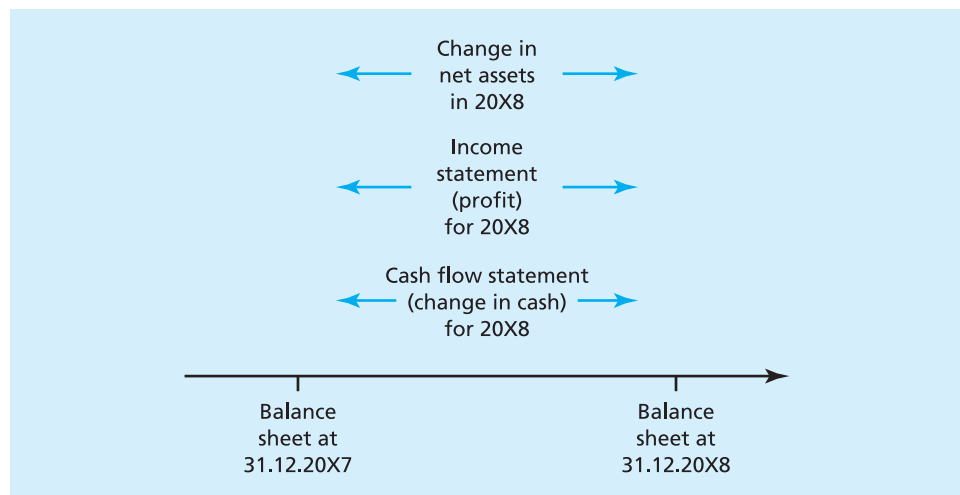 Change in
net assets
in 20X8
Income
statement
(profit)
for 20X8
Cash flow statement
(change in cash)
for 20X8
Balance
sheet at
31.12.20X7
Balance
sheet at
31.12.20X8